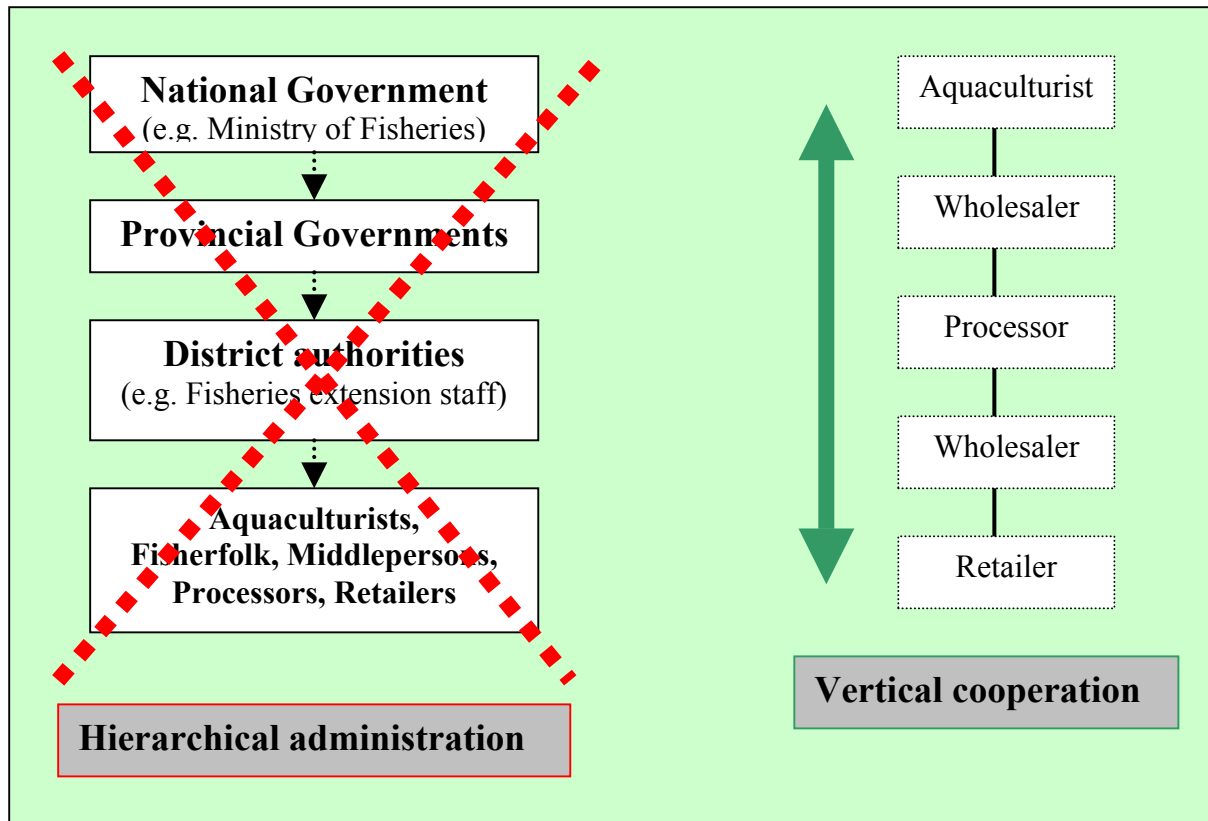 National Government
(e.g. Ministry of Fisheries)
Provincial Governments
District authorities
(e.g. Fisheries extension staff)
Aquaculturists,
Fisherfolk, Middlepersons,
Processors, Retailers
Hierarchical administration
Aquaculturist
Wholesaler
Processor
Wholesaler
Retailer
Vertical cooperation